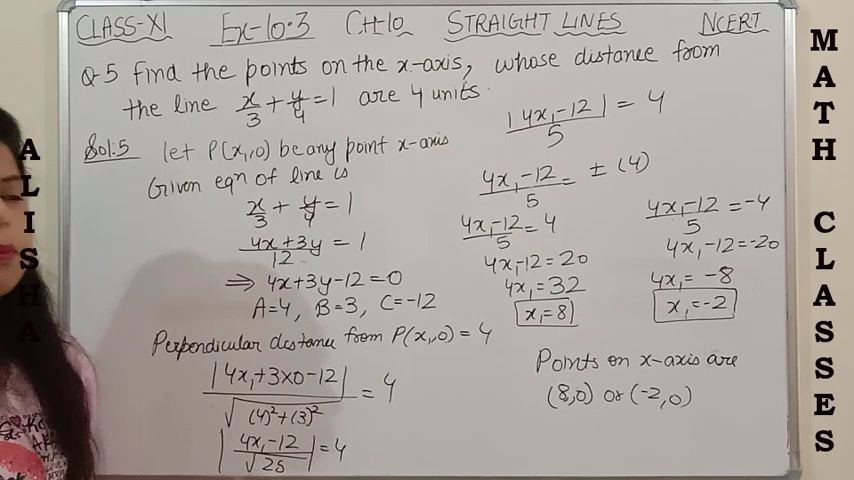 CLASS-XI Ex-10.3 CH-10 STRAIGHT LINES NCERT
Q.5 Find the points on the x-axis, whose distance from
the line x/3 + y/4 = 1 are 4 units.
Sol:5 let P(x₁,0) be any point x-axis
Given eqn of line is
x/3 + y/4 = 1
4x+3y/12 = 1
⇒ 4x+3y-12=0
A=4, B=3, C=-12
Perpendicular distance from P(x₁,0) = 4
|4x₁+3×0-12| / √(4)²+(3)² = 4
|4x₁-12 / √25| = 4
|4x₁-12| / 5 = 4
4x₁-12 / 5 = ± (4)
4x₁-12 / 5 = 4
4x₁-12 = 20
4x₁ = 32
x₁=8
4x₁-12 / 5 = -4
4x₁-12=-20
4x₁ = -8
x₁=-2
Points on x-axis are
(8,0) or (-2,0)
ALISHA
MATH CLASSES